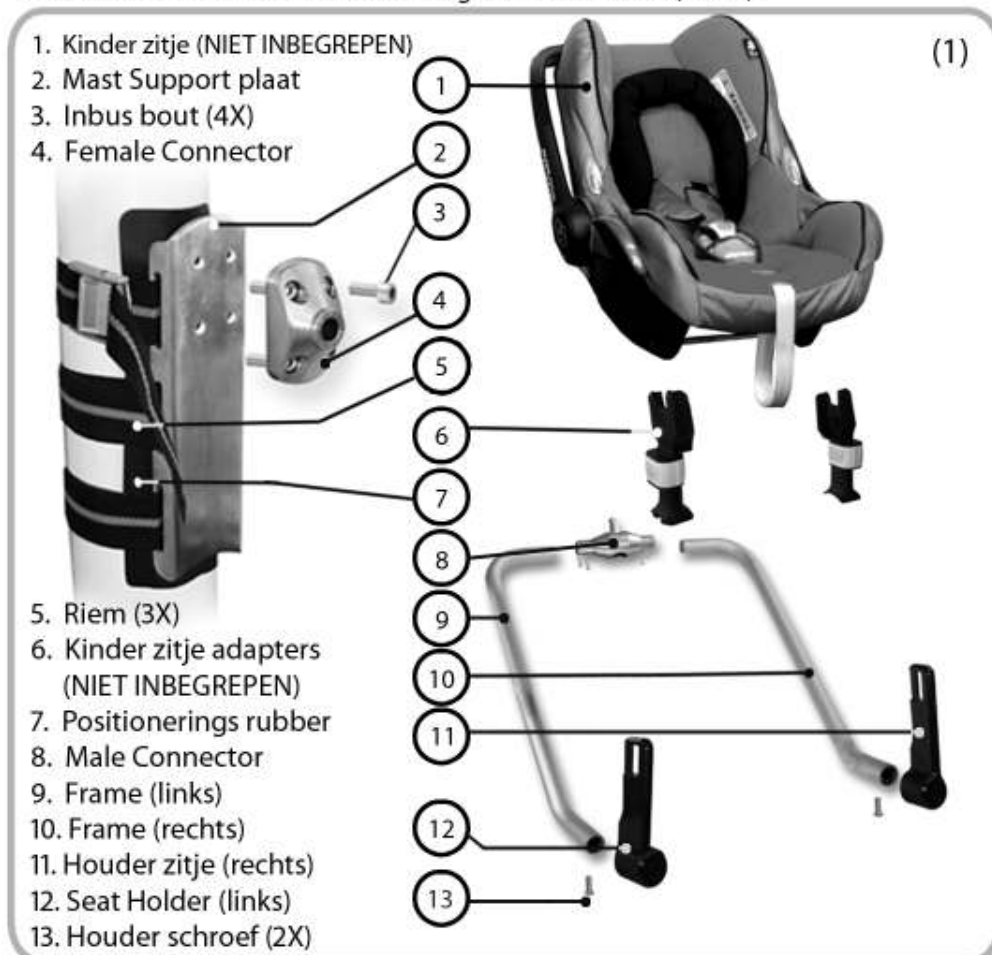 (1)
1. Kinder zitje (NIET INBEGREPEN)
2. Mast Support plaat
3. Inbus bout (4X)
4. Female Connector
5. Riem (3X)
6. Kinder zitje adapters
(NIET INBEGREPEN)
7. Positionerings rubber
8. Male Connector
9. Frame (links)
10. Frame (rechts)
11. Houder zitje (rechts)
12. Seat Holder (links)
13. Houder schroef (2X)
1
2
3
4
5
6
7
8
9
10
11
12
13